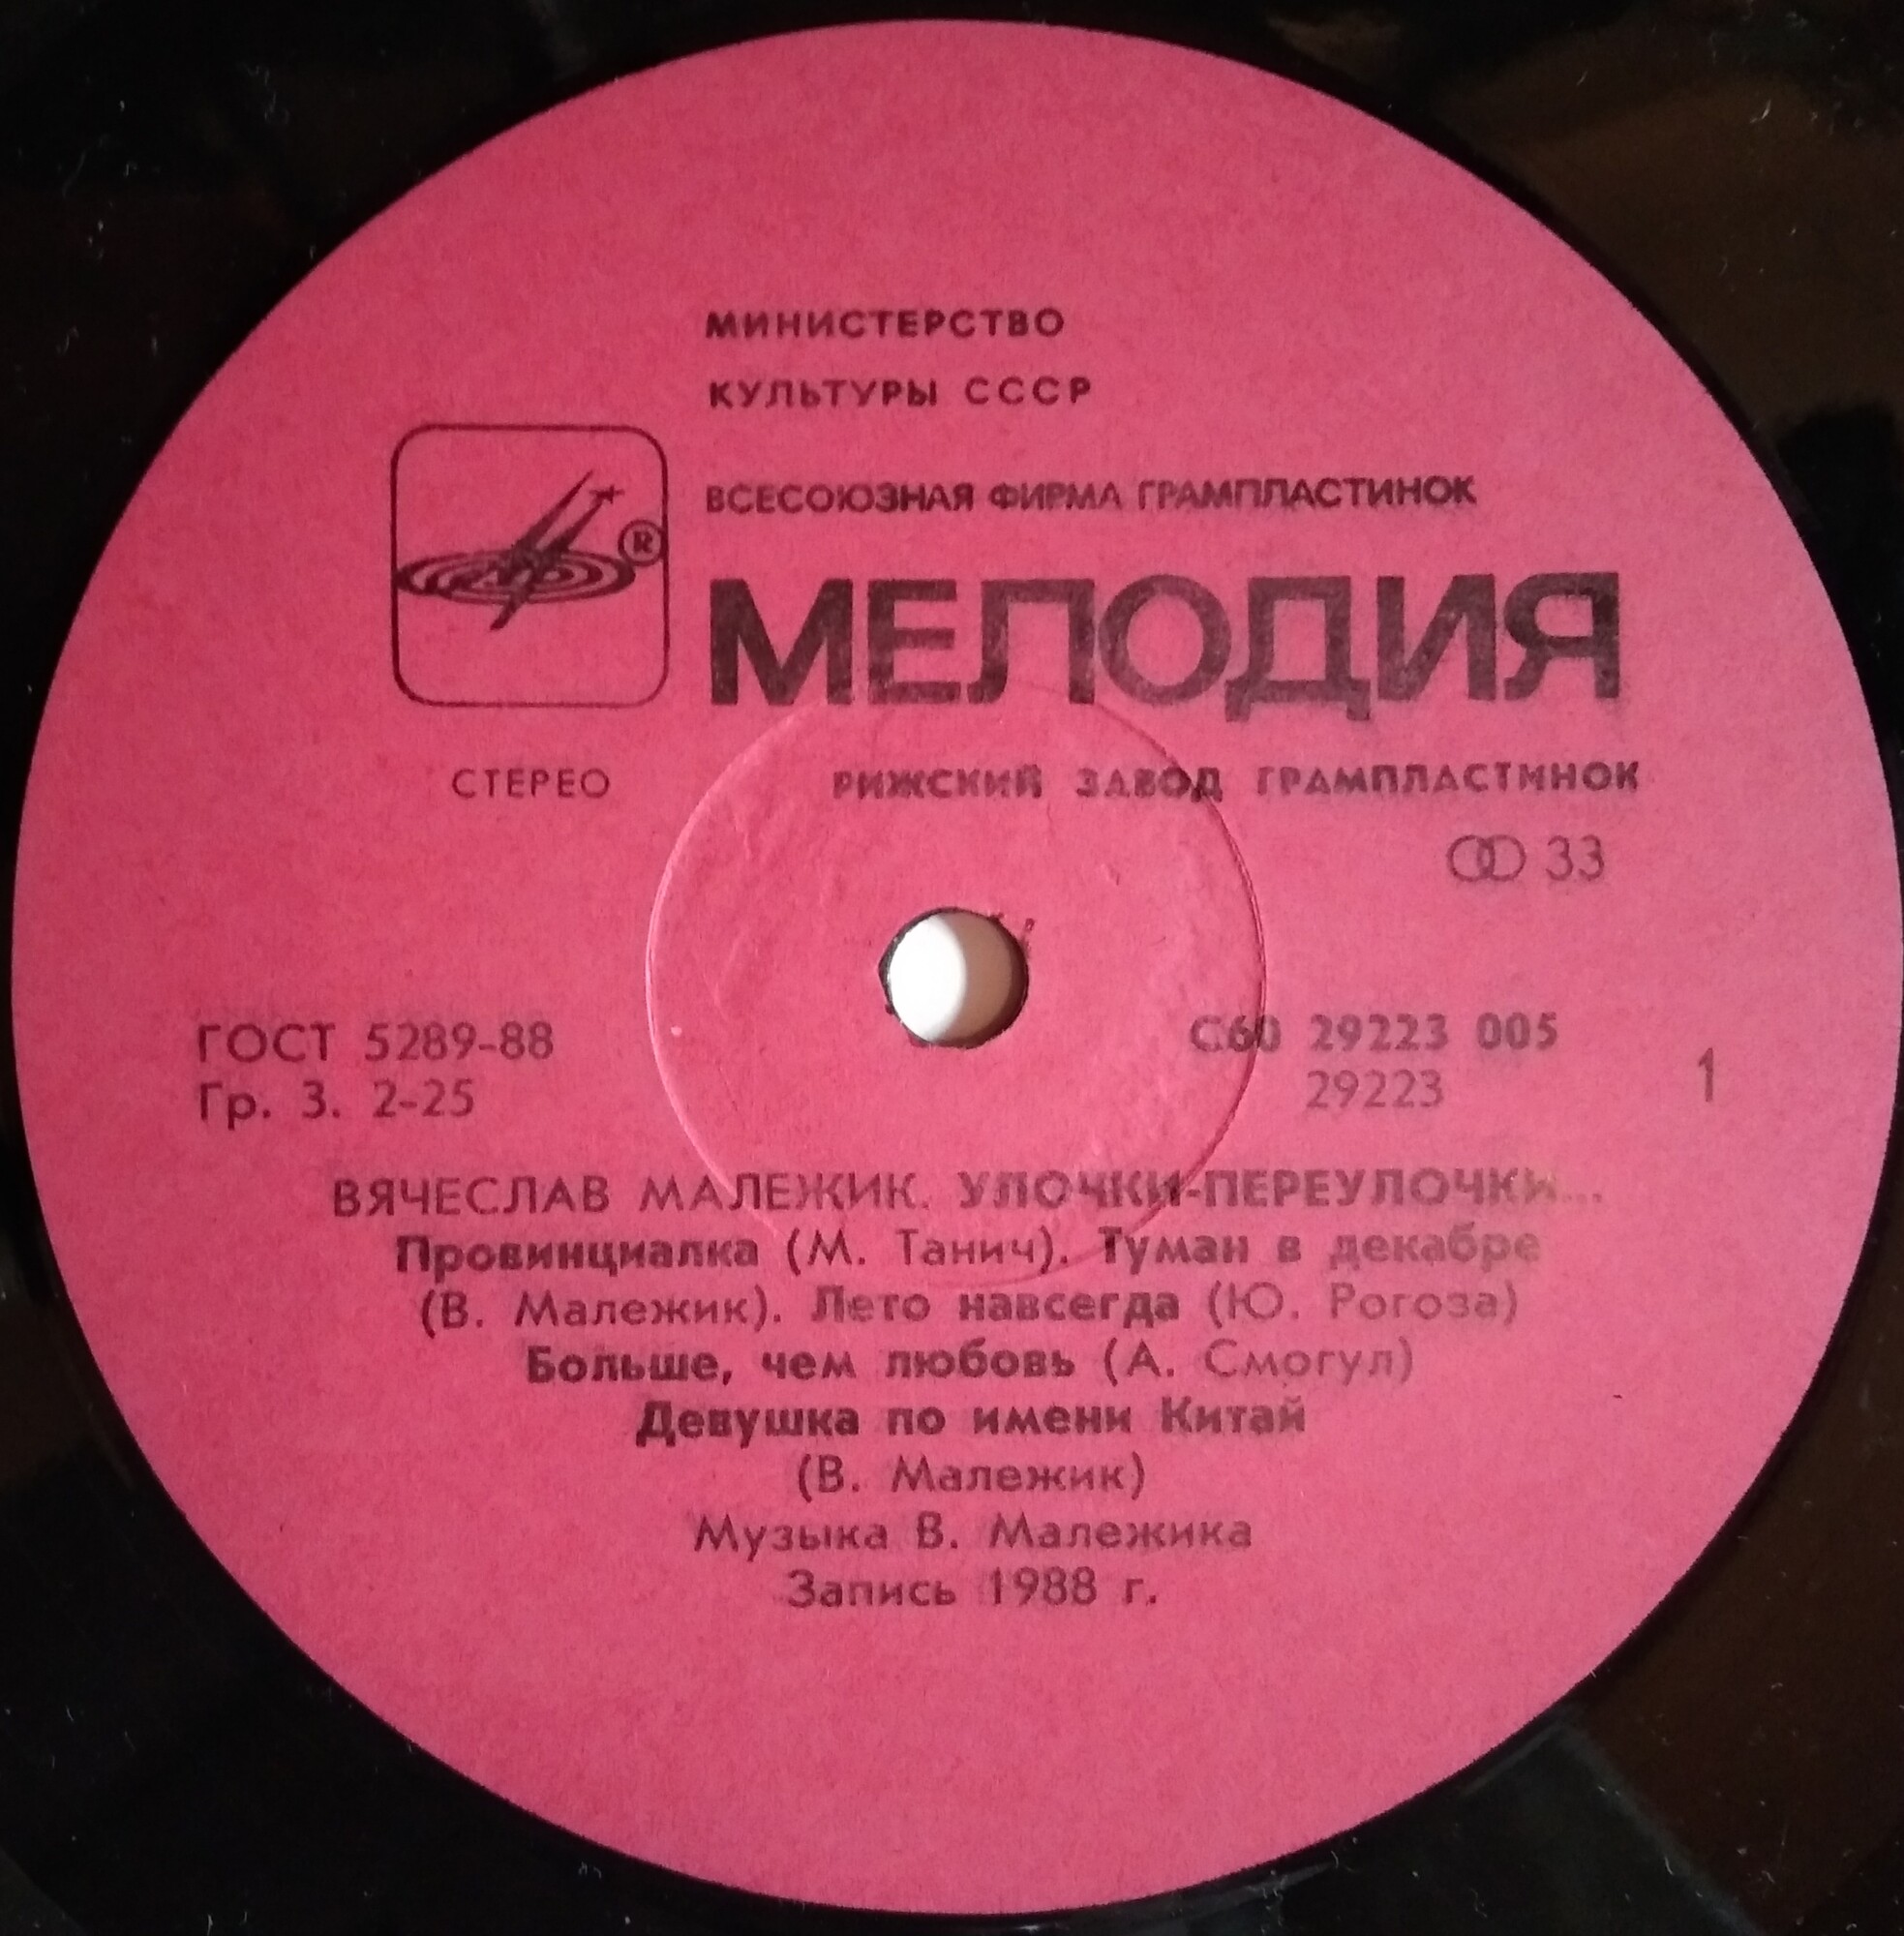 МИНИСТЕРСТВО
КУЛЬТУРЫ СССР
ВСЕСОЮЗНАЯ ФИРМА ГРАМПЛАСТИНОК
®
МЕЛОДИЯ
СТЕРЕО
РИЖСКИЙ ЗАВОД ГРАМПЛАСТИНОК
33
ГОСТ 5289-88
Гр. 3. 2-25
С60 29223 005
29223
1
ВЯЧЕСЛАВ МАЛЕЖИК. УЛОЧКИ-ПЕРЕУЛОЧКИ...
Провинциалка (М. Танич). Туман в декабре
(В. Малежик). Лето навсегда (Ю. Рогоза)
Больше, чем любовь (А. Смогул)
Девушка по имени Китай
(В. Малежик)
Музыка В. Малежика
Запись 1988 г.